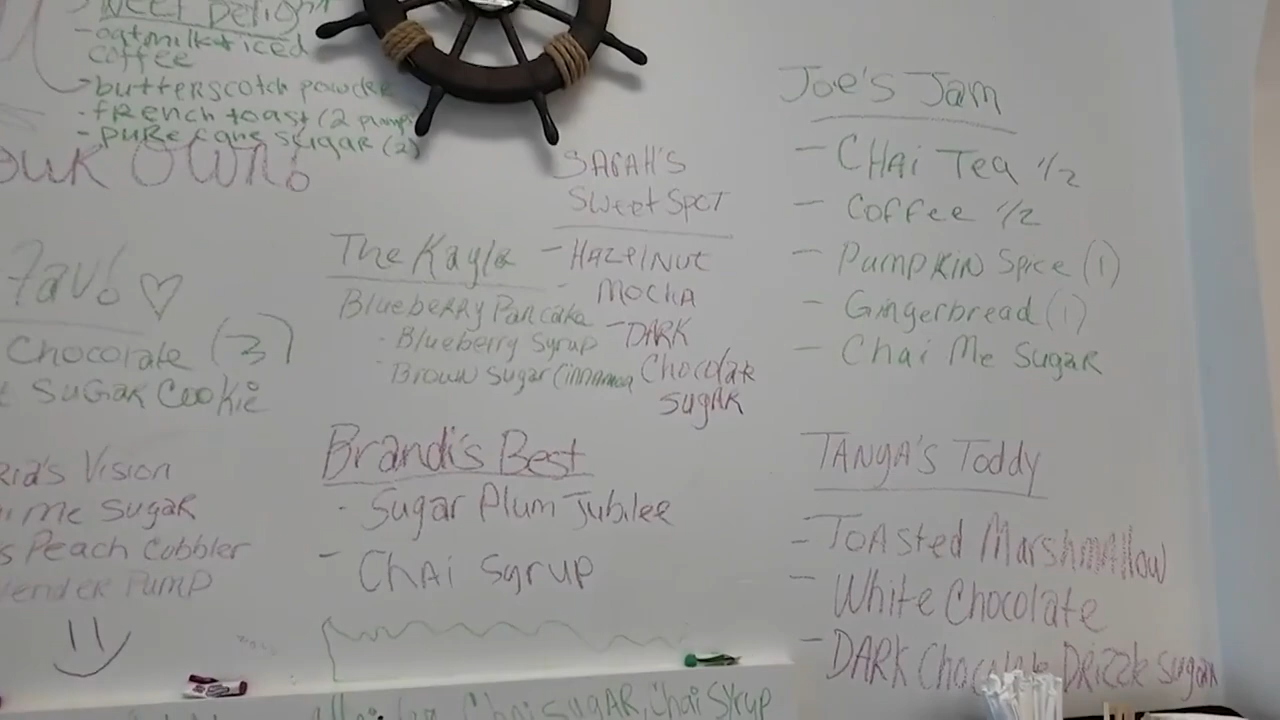 Sweet Delight
- oatmilk + iced
coffee
- butterscotch powder
- french toast (2 pumps
- pure cane sugar (2)
OUR OWN!
Fav! ♡
Chocolate (3)
Sugar Cookie
Vision
Me Sugar
Peach Cobbler
Pump
The Kayla
Blueberry Pancake
- Blueberry Syrup
- Brown Sugar Cinnamon
SARAH'S
Sweet SPOT
- HAZelNut
MOCHA
- DARK
Chocolate
SugAR
Brandi's Best
- Sugar Plum Jubilee
- CHAi Syrup
Joe's Jam
- CHAi Tea 1/2
- Coffee 1/2
- Pumpkin Spice (1)
- Gingerbread (1)
- Chai Me Sugar
TANYA'S Toddy
- TOASted Marshmallow
- White Chocolate
- DARK Chocolate Drizzle Sugar
Chai SugAR, Chai Syrup